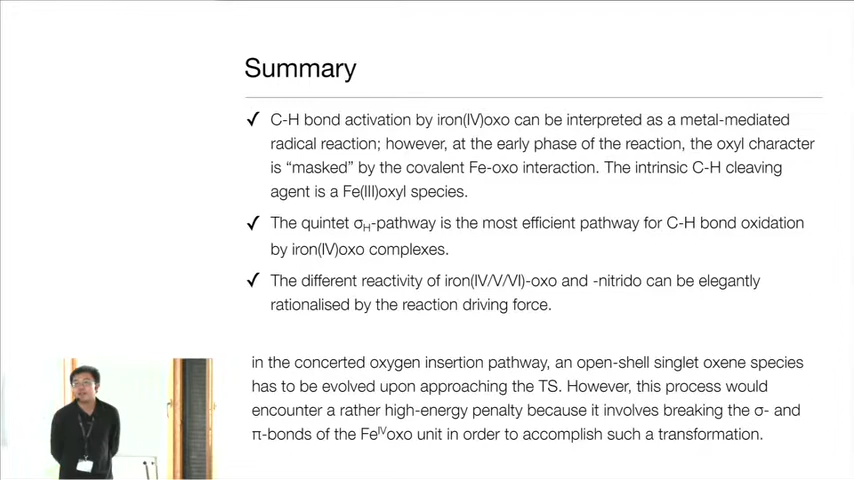 Summary
✓ C-H bond activation by iron(IV)oxo can be interpreted as a metal-mediated
radical reaction; however, at the early phase of the reaction, the oxyl character
is “masked” by the covalent Fe-oxo interaction. The intrinsic C-H cleaving
agent is a Fe(III)oxyl species.
✓ The quintet σH-pathway is the most efficient pathway for C-H bond oxidation
by iron(IV)oxo complexes.
✓ The different reactivity of iron(IV/V/VI)-oxo and -nitrido can be elegantly
rationalised by the reaction driving force.
in the concerted oxygen insertion pathway, an open-shell singlet oxene species
has to be evolved upon approaching the TS. However, this process would
encounter a rather high-energy penalty because it involves breaking the σ- and
π-bonds of the FeIVoxo unit in order to accomplish such a transformation.